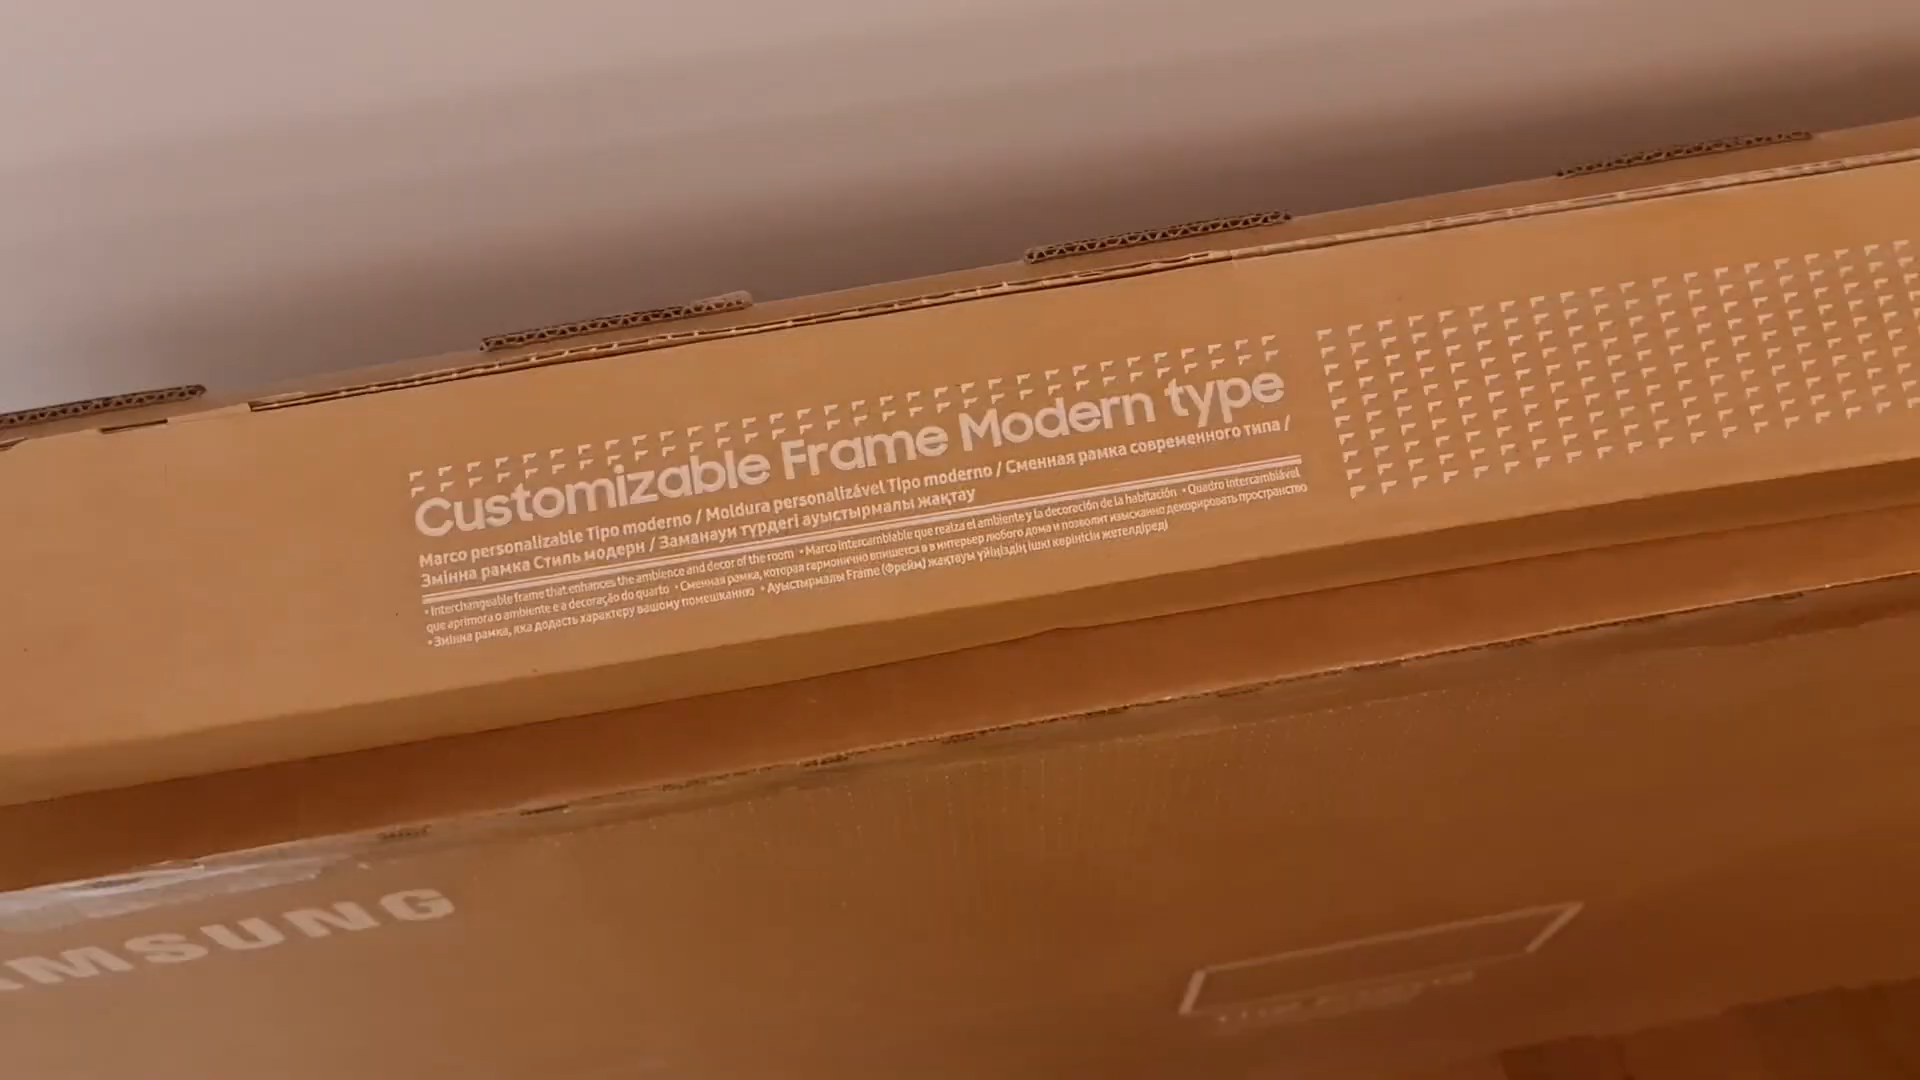 Customizable Frame Modern type
Marco personalizable Tipo moderno / Moldura personalizável Tipo moderno / Сменная рамка современного типа /
Змінна рамка Стиль модерн / Заманауи түрдегі ауыстырмалы жақтау
• Interchangeable frame that enhances the ambience and decor of the room • Marco intercambiable que realza el ambiente y la decoración de la habitación • Quadro intercambiável
que aprimora o ambiente e a decoração do quarto • Сменная рамка, которая гармонично впишется в в интерьер любого дома и позволит изысканно декорировать пространство
• Змінна рамка, яка додасть характеру вашому помешканню • Ауыстырмалы Frame (Фрейм) жақтауы үйіңіздің ішкі көрінісін жетелді(ред)
AMSUNG